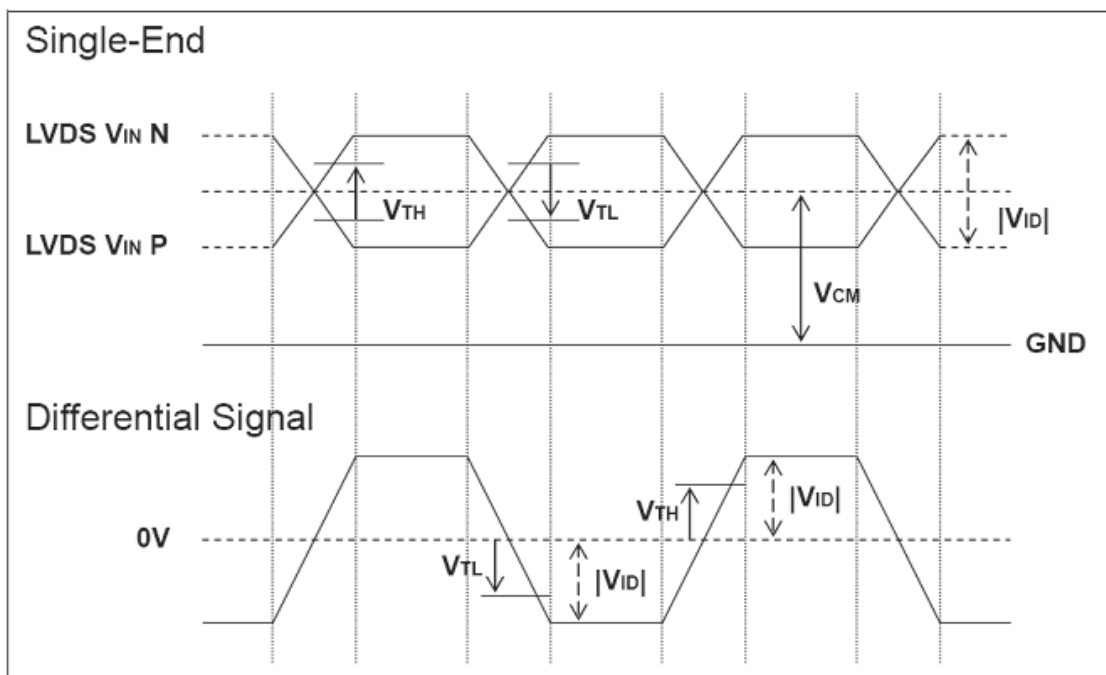 Single-End
LVDS VIN N
VTH
VTL
|VID|
LVDS VIN P
VCM
GND
Differential Signal
VTH
|VID|
0V
VTL
|VID|